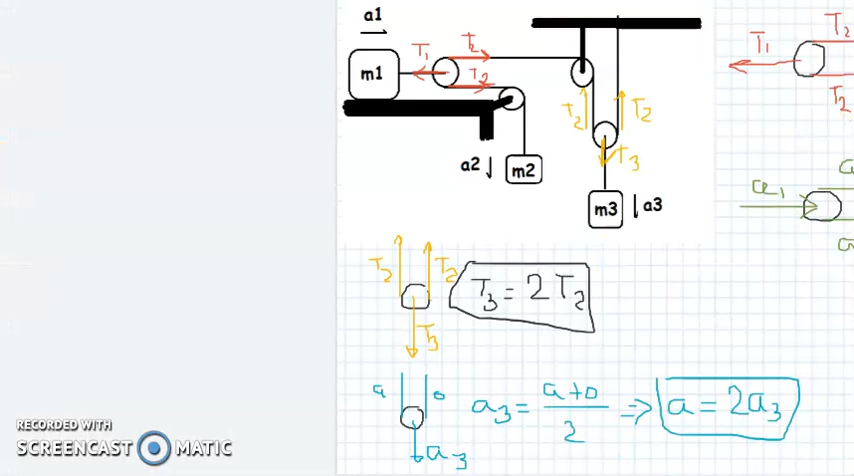 a1
T1
T2
T2
m1
a2
m2
T2
T2
T3
m3
a3
T1
T2
T2
a1
T2
T2
T3
T3 = 2T2
a
0
a3
a3 = a+0 / 2 => a = 2a3
RECORDED WITH
SCREENCAST MATIC